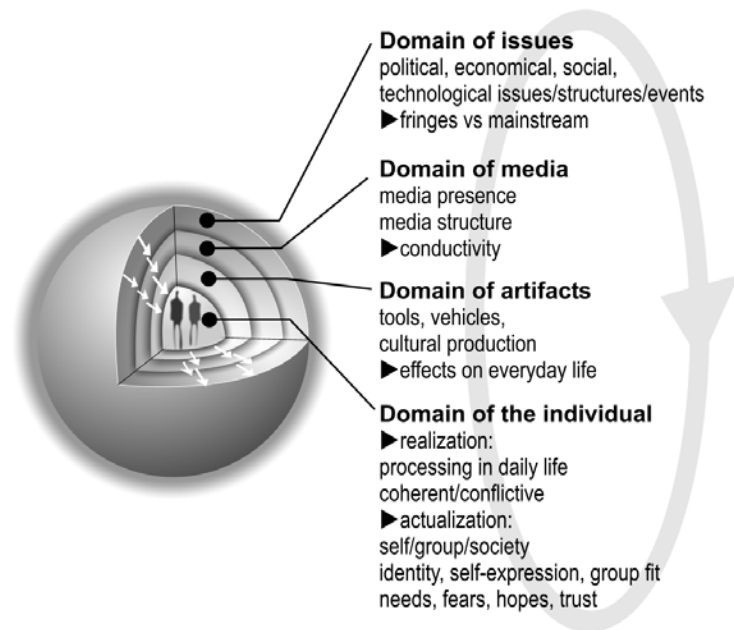 Domain of issues
political, economical, social,
technological issues/structures/events
▶fringes vs mainstream
Domain of media
media presence
media structure
▶conductivity
Domain of artifacts
tools, vehicles,
cultural production
▶effects on everyday life
Domain of the individual
▶realization:
processing in daily life
coherent/conflictive
▶actualization:
self/group/society
identity, self-expression, group fit
needs, fears, hopes, trust